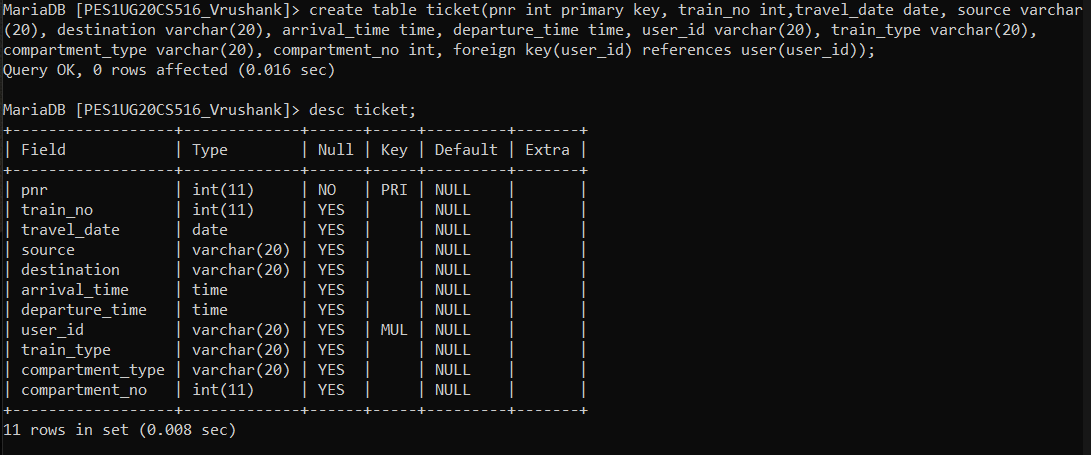 MariaDB [PES1UG20CS516_Vrushank]> create table ticket(pnr int primary key, train_no int,travel_date date, source varchar
(20), destination varchar(20), arrival_time time, departure_time time, user_id varchar(20), train_type varchar(20),
compartment_type varchar(20), compartment_no int, foreign key(user_id) references user(user_id));
Query OK, 0 rows affected (0.016 sec)

MariaDB [PES1UG20CS516_Vrushank]> desc ticket;
+------------------+-------------+------+-----+---------+-------+
| Field            | Type        | Null | Key | Default | Extra |
+------------------+-------------+------+-----+---------+-------+
| pnr              | int(11)     | NO   | PRI | NULL    |       |
| train_no         | int(11)     | YES  |     | NULL    |       |
| travel_date      | date        | YES  |     | NULL    |       |
| source           | varchar(20) | YES  |     | NULL    |       |
| destination      | varchar(20) | YES  |     | NULL    |       |
| arrival_time     | time        | YES  |     | NULL    |       |
| departure_time   | time        | YES  |     | NULL    |       |
| user_id          | varchar(20) | YES  | MUL | NULL    |       |
| train_type       | varchar(20) | YES  |     | NULL    |       |
| compartment_type | varchar(20) | YES  |     | NULL    |       |
| compartment_no   | int(11)     | YES  |     | NULL    |       |
+------------------+-------------+------+-----+---------+-------+
11 rows in set (0.008 sec)